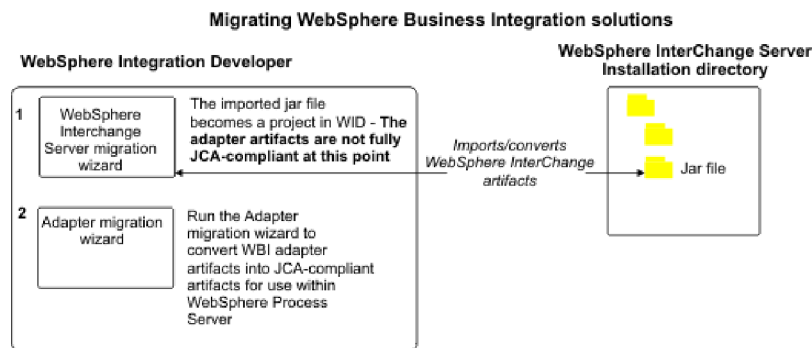 Migrating WebSphere Business Integration solutions
WebSphere Integration Developer
WebSphere InterChange Server
Installation directory
1
WebSphere
Interchange
Server migration
wizard
The imported jar file
becomes a project in WID - The
adapter artifacts are not fully
JCA-compliant at this point
Imports/converts
WebSphere InterChange
artifacts
Jar file
2
Adapter migration
wizard
Run the Adapter
migration wizard to
convert WBI adapter
artifacts into JCA-compliant
artifacts for use within
WebSphere Process
Server